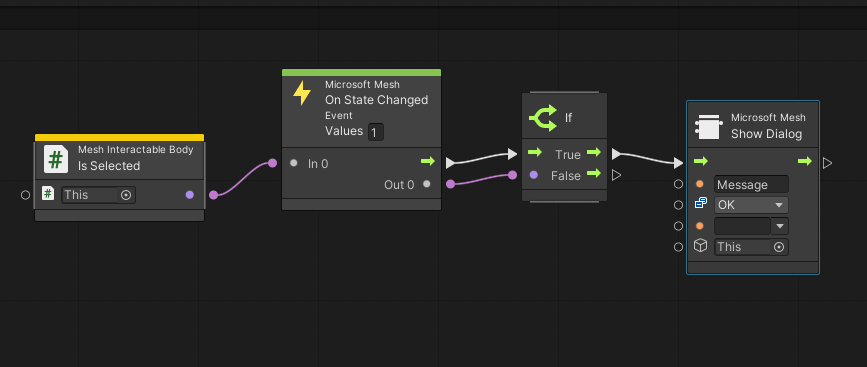 Mesh Interactable Body
Is Selected
This
Microsoft Mesh
On State Changed
Event
Values 1
In 0
Out 0
If
True
False
Microsoft Mesh
Show Dialog
Message
OK
This